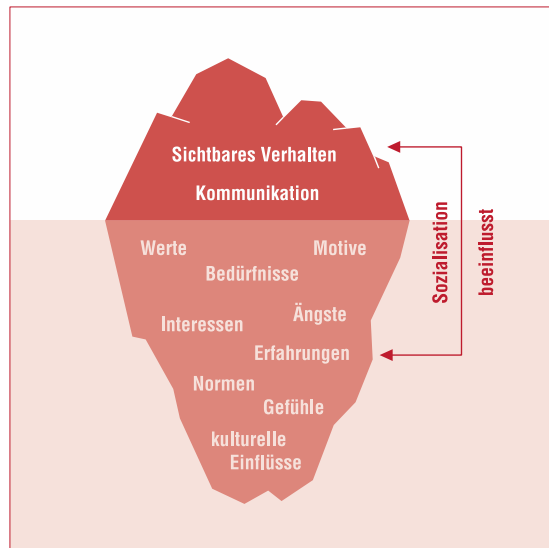 Sichtbares Verhalten
Kommunikation
Werte
Motive
Bedürfnisse
Ängste
Interessen
Erfahrungen
Normen
Gefühle
kulturelle
Einflüsse
Sozialisation
beeinflusst